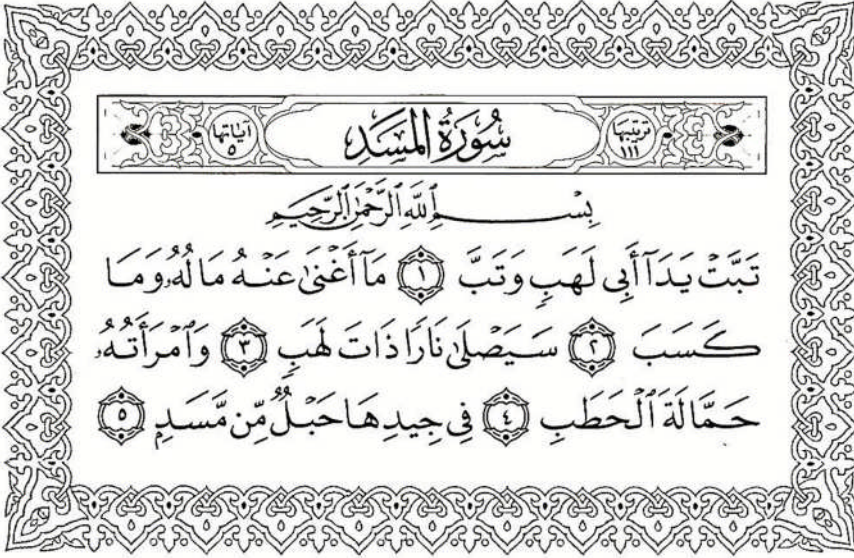 ترتيبها ١١١
سُورَةُ المَسَدِ
آياتها ٥
بِسْمِ ٱللَّهِ ٱلرَّحْمَٰنِ ٱلرَّحِيمِ
تَبَّتْ يَدَآ أَبِى لَهَبٍ وَتَبَّ ١ مَآ أَغْنَىٰ عَنْهُ مَالُهُۥ وَمَا
كَسَبَ ٢ سَيَصْلَىٰ نَارًا ذَاتَ لَهَبٍ ٣ وَٱمْرَأَتُهُۥ
حَمَّالَةَ ٱلْحَطَبِ ٤ فِى جِيدِهَا حَبْلٌ مِّن مَّسَدٍ ٥